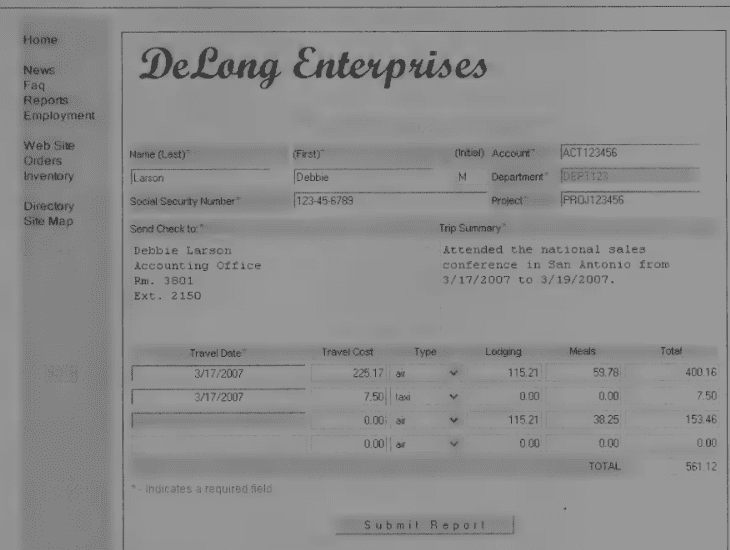 Home
News
Faq
Reports
Employment
Web Site
Orders
Inventory
Directory
Site Map
DeLong Enterprises
Name (Last)* (First)* (Initial) Account* ACT123456
Larson Debbie M Department* DEPT123
Social Security Number* 123-45-6789 Project* PROJ123456
Send Check to:* Trip Summary*
Debbie Larson Attended the national sales
Accounting Office conference in San Antonio from
Rm. 3801 3/17/2007 to 3/19/2007.
Ext. 2150
Travel Date* Travel Cost Type Lodging Meals Total
3/17/2007 225.17 air 115.21 59.78 400.16
3/17/2007 7.50 taxi 0.00 0.00 7.50
0.00 air 115.21 38.25 153.46
0.00 air 0.00 0.00 0.00
TOTAL 561.12
* - indicates a required field
Submit Report